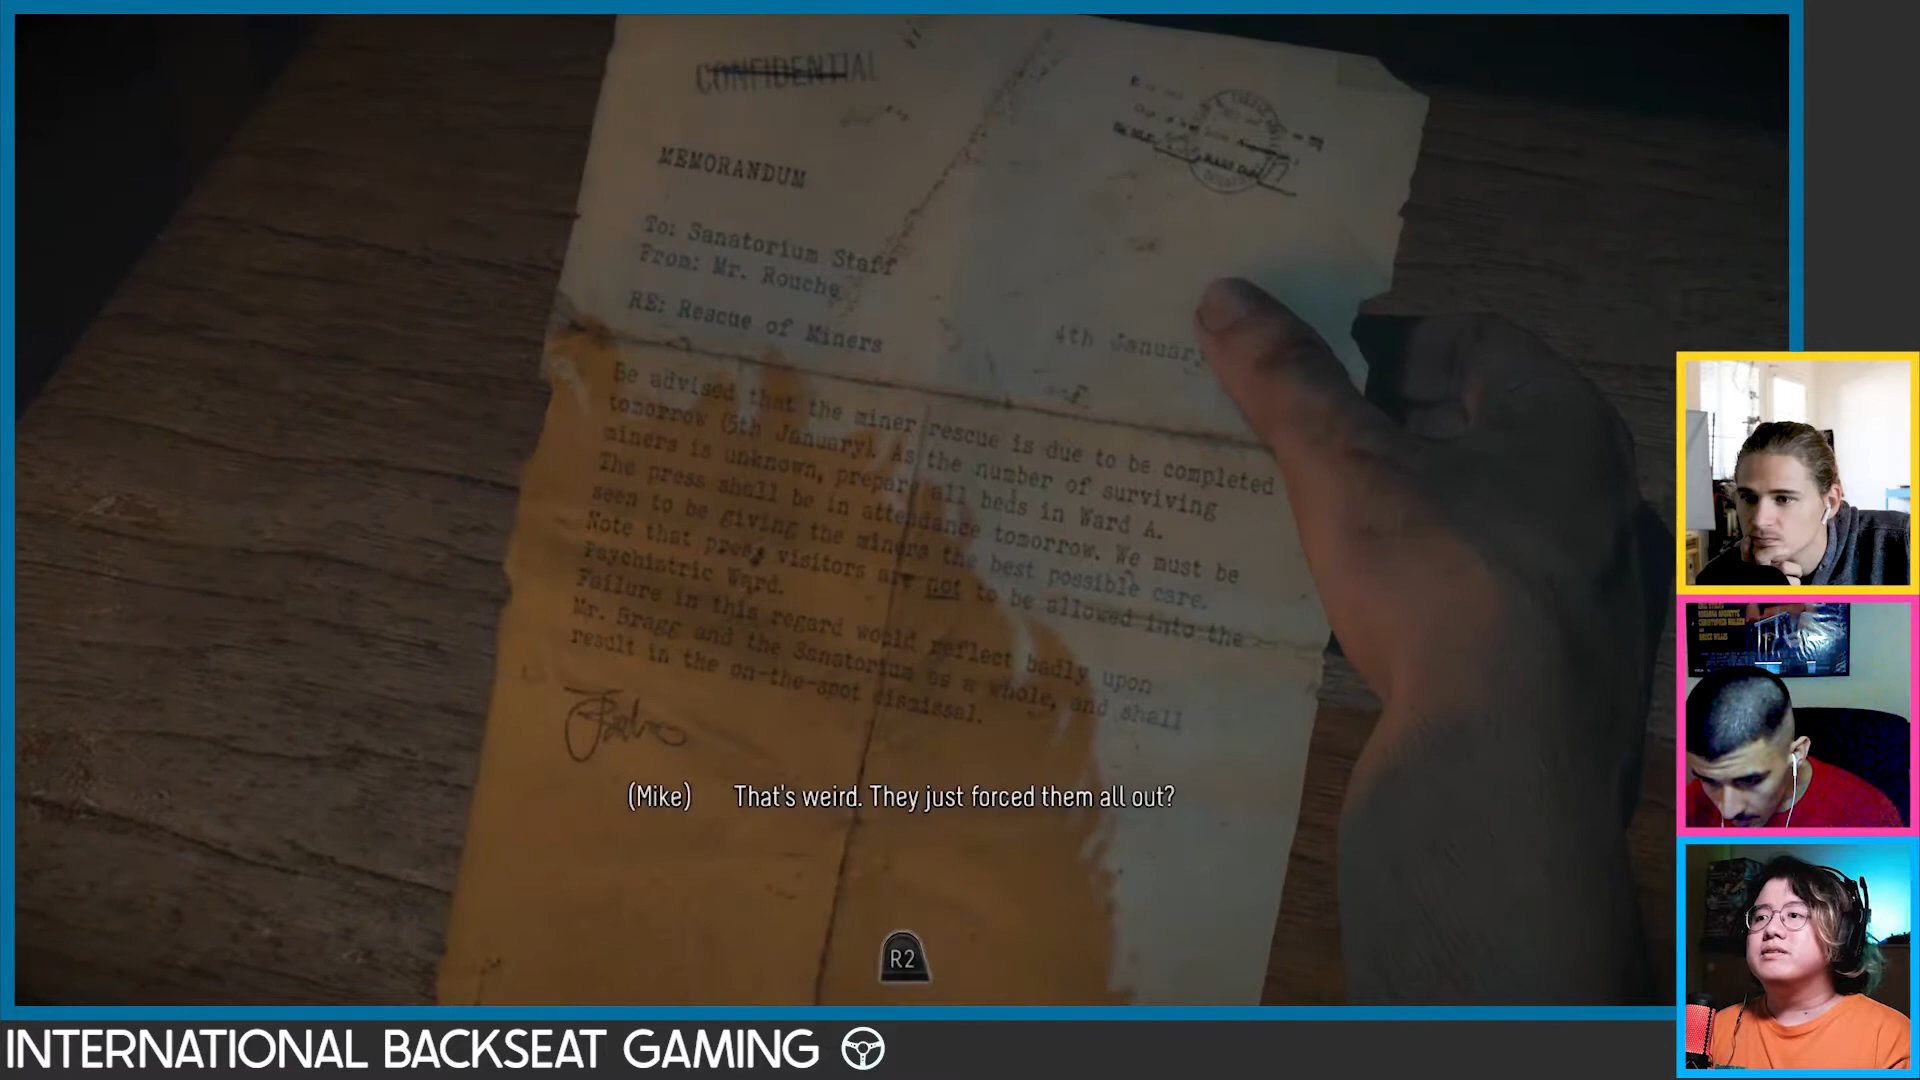 CONFIDENTIAL
MEMORANDUM
To: Sanatorium Staff
From: Mr. Rouche
RE: Rescue of Miners
4th January
Be advised that the miner rescue is due to be completed
tomorrow (5th January). As the number of surviving
miners is unknown, prepare all beds in Ward A.
The press shall be in attendance tomorrow. We must be
seen to be giving the miners the best possible care.
Note that press visitors are not to be allowed into the
Psychiatric Ward.
Failure in this regard would reflect badly upon
Mr. Bragg and the Sanatorium as a whole, and shall
result in the on-the-spot dismissal.
(Mike) That's weird. They just forced them all out?
R2
INTERNATIONAL BACKSEAT GAMING